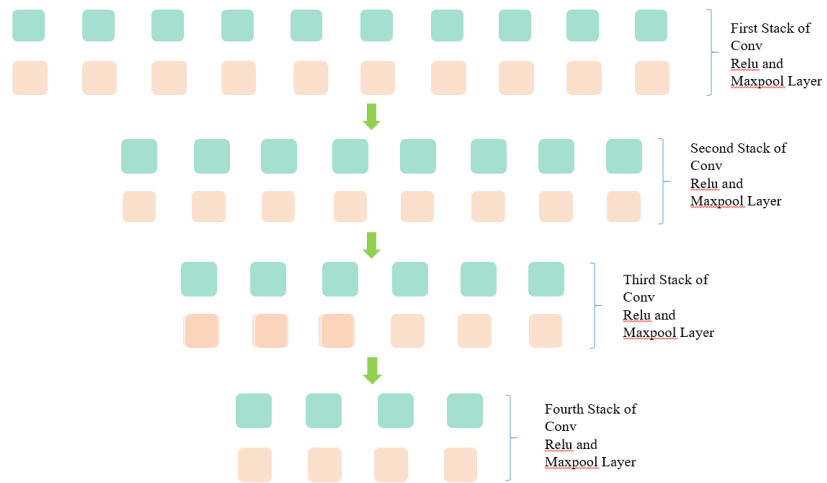 First Stack of
Conv
Relu and
Maxpool Layer
Second Stack of
Conv
Relu and
Maxpool Layer
Third Stack of
Conv
Relu and
Maxpool Layer
Fourth Stack of
Conv
Relu and
Maxpool Layer